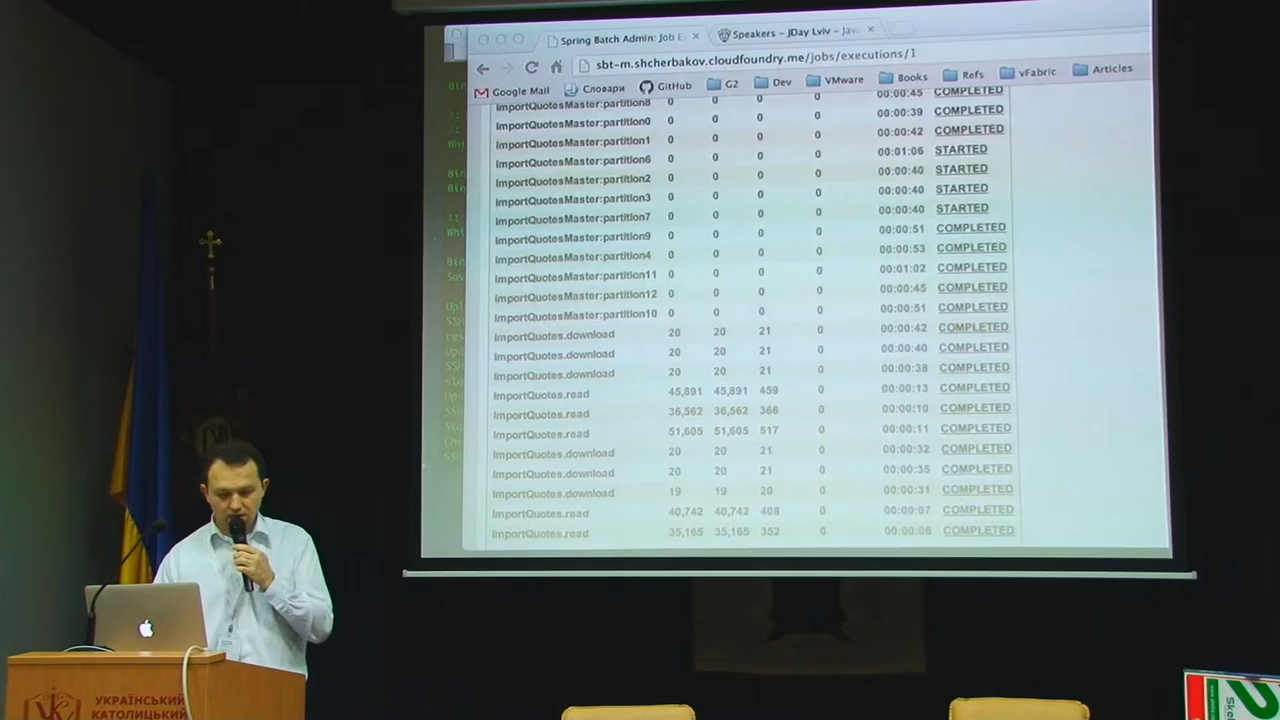 Spring Batch Admin: Job E
Speakers – JDay Lviv – Java
sbt-m.shcherbakov.cloudfoundry.me/jobs/executions/1
Google Mail Словари GitHub G2 Dev VMware Books Refs vFabric Articles
ImportQuotesMaster:partition8 0 0 0 0 00:00:45 COMPLETED
ImportQuotesMaster:partition0 0 0 0 0 00:00:39 COMPLETED
ImportQuotesMaster:partition1 0 0 0 0 00:00:42 COMPLETED
ImportQuotesMaster:partition6 0 0 0 0 00:01:06 STARTED
ImportQuotesMaster:partition2 0 0 0 0 00:00:40 STARTED
ImportQuotesMaster:partition3 0 0 0 0 00:00:40 STARTED
ImportQuotesMaster:partition7 0 0 0 0 00:00:40 STARTED
ImportQuotesMaster:partition9 0 0 0 0 00:00:51 COMPLETED
ImportQuotesMaster:partition4 0 0 0 0 00:00:53 COMPLETED
ImportQuotesMaster:partition11 0 0 0 0 00:01:02 COMPLETED
ImportQuotesMaster:partition12 0 0 0 0 00:00:45 COMPLETED
ImportQuotesMaster:partition10 0 0 0 0 00:00:51 COMPLETED
ImportQuotes.download 20 20 21 0 00:00:42 COMPLETED
ImportQuotes.download 20 20 21 0 00:00:40 COMPLETED
ImportQuotes.download 20 20 21 0 00:00:38 COMPLETED
ImportQuotes.read 45,891 45,891 459 0 00:00:13 COMPLETED
ImportQuotes.read 36,562 36,562 366 0 00:00:10 COMPLETED
ImportQuotes.read 51,605 51,605 517 0 00:00:11 COMPLETED
ImportQuotes.download 20 20 21 0 00:00:32 COMPLETED
ImportQuotes.download 20 20 21 0 00:00:35 COMPLETED
ImportQuotes.download 19 19 20 0 00:00:31 COMPLETED
ImportQuotes.read 40,742 40,742 408 0 00:00:07 COMPLETED
ImportQuotes.read 35,165 35,165 352 0 00:00:06 COMPLETED
УКРАЇНСЬКИЙ
КАТОЛИЦЬКИЙ